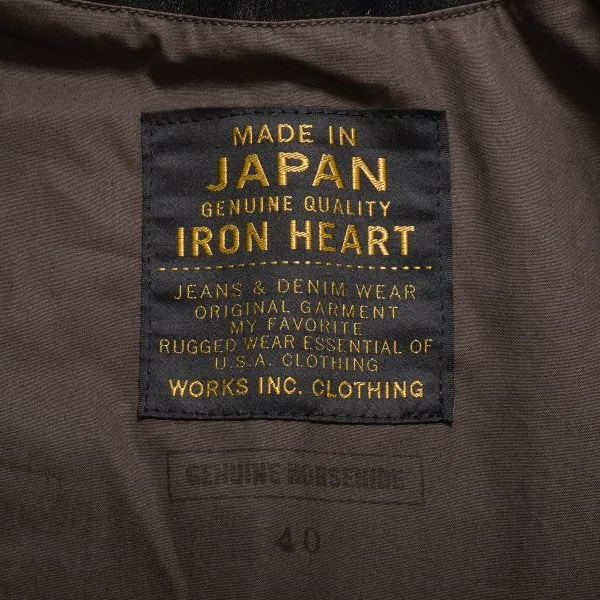 MADE IN
JAPAN
GENUINE QUALITY
IRON HEART
JEANS & DENIM WEAR
ORIGINAL GARMENT
MY FAVORITE
RUGGED WEAR ESSENTIAL OF
U.S.A. CLOTHING
WORKS INC. CLOTHING
GENUINE HORSEHIDE
40